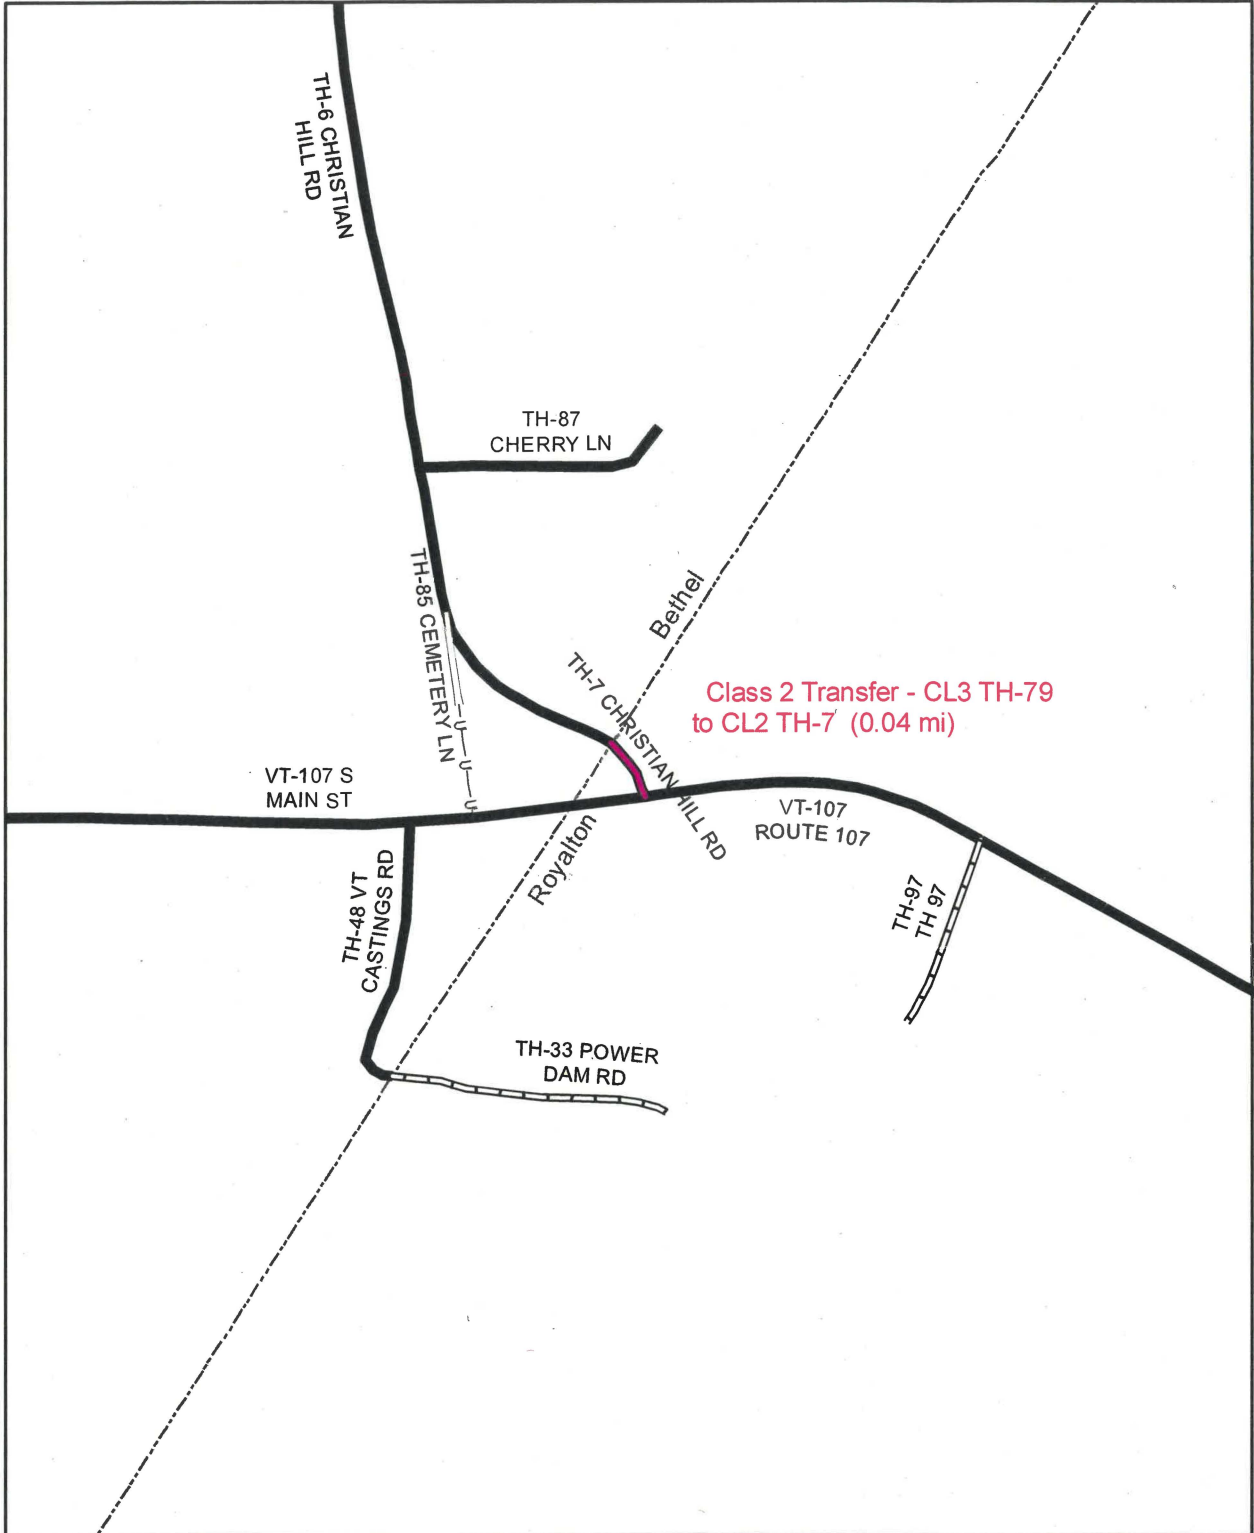 TH-6 CHRISTIAN
HILL RD
TH-87
CHERRY LN
TH-85 CEMETERY LN
U
U
U
Bethel
TH-7 CHRISTIAN HILL RD
Class 2 Transfer - CL3 TH-79
to CL2 TH-7 (0.04 mi)
VT-107 S
MAIN ST
VT-107
ROUTE 107
Royalton
TH-48 VT
CASTINGS RD
TH-97
TH 97
TH-33 POWER
DAM RD